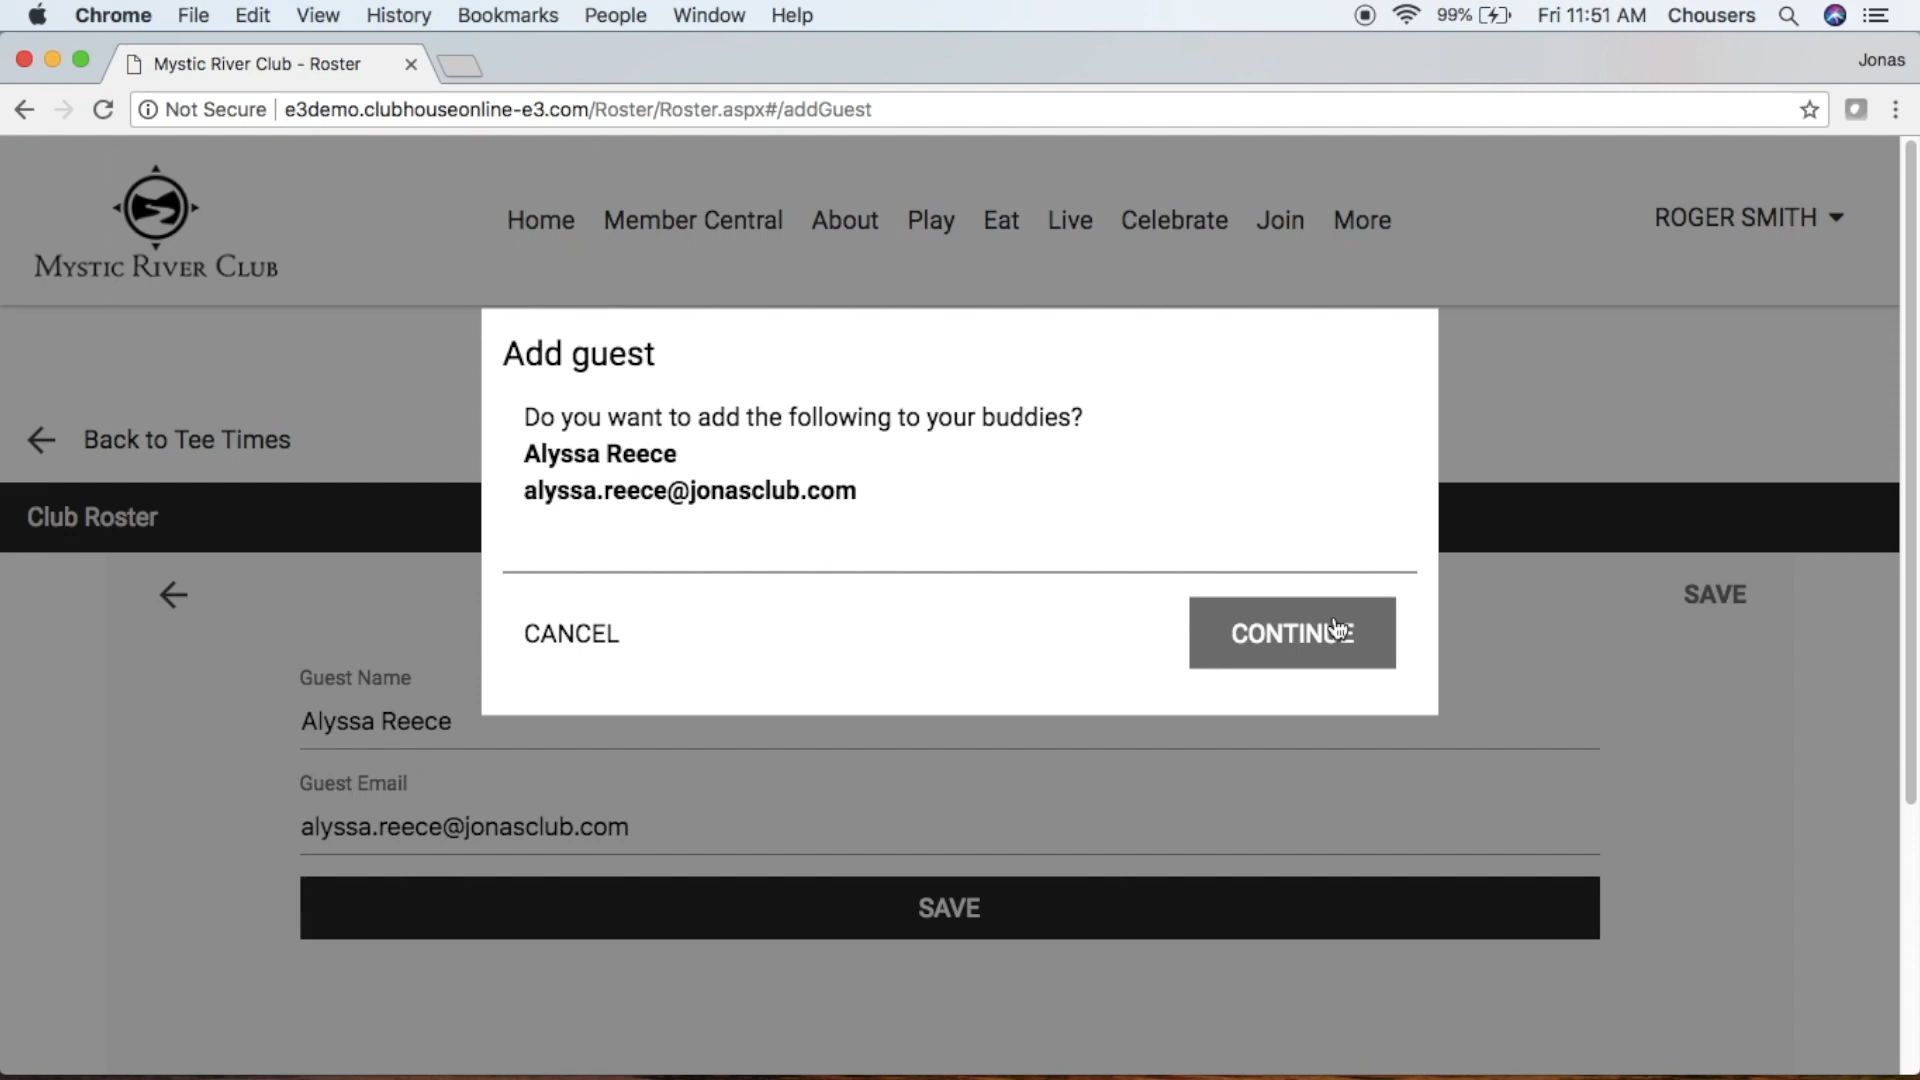 Chrome File Edit View History Bookmarks People Window Help 99% Fri 11:51 AM Chousers
Mystic River Club - Roster
Jonas
Not Secure e3demo.clubhouseonline-e3.com/Roster/Roster.aspx#/addGuest
Mystic River Club
Home Member Central About Play Eat Live Celebrate Join More
ROGER SMITH
Add guest
Do you want to add the following to your buddies?
Alyssa Reece
alyssa.reece@jonasclub.com
CANCEL CONTINUE
Back to Tee Times
Club Roster
SAVE
Guest Name
Alyssa Reece
Guest Email
alyssa.reece@jonasclub.com
SAVE